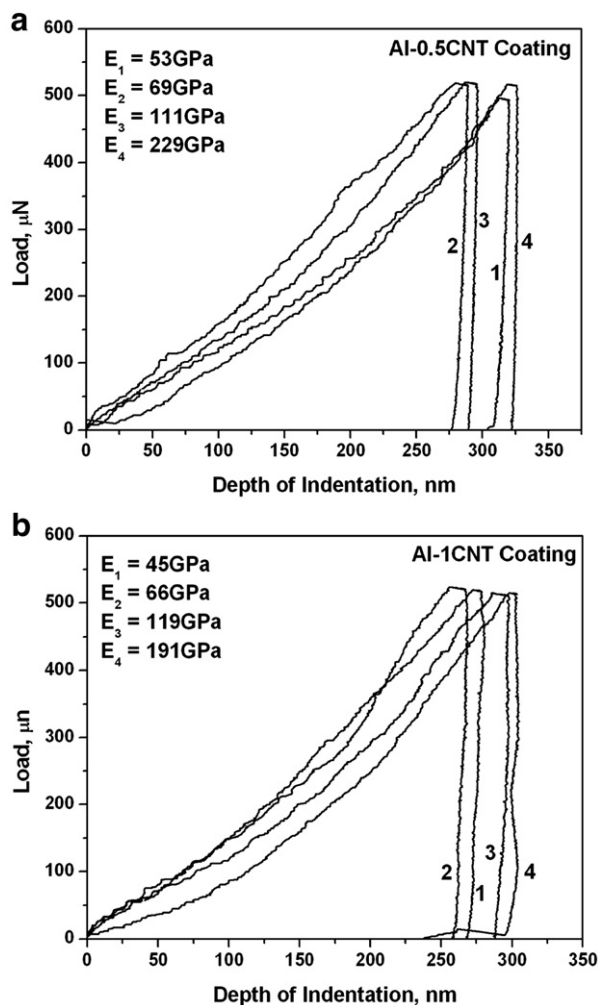 a
Al-0.5CNT Coating
E₁ = 53GPa
E₂ = 69GPa
E₃ = 111GPa
E₄ = 229GPa
600
500
400
300
200
100
0
Load, µN
2 3 1 4
0 50 100 150 200 250 300 350
Depth of Indentation, nm
b
Al-1CNT Coating
E₁ = 45GPa
E₂ = 66GPa
E₃ = 119GPa
E₄ = 191GPa
600
500
400
300
200
100
0
Load, µn
2 1 3 4
0 50 100 150 200 250 300 350
Depth of Indentation, nm